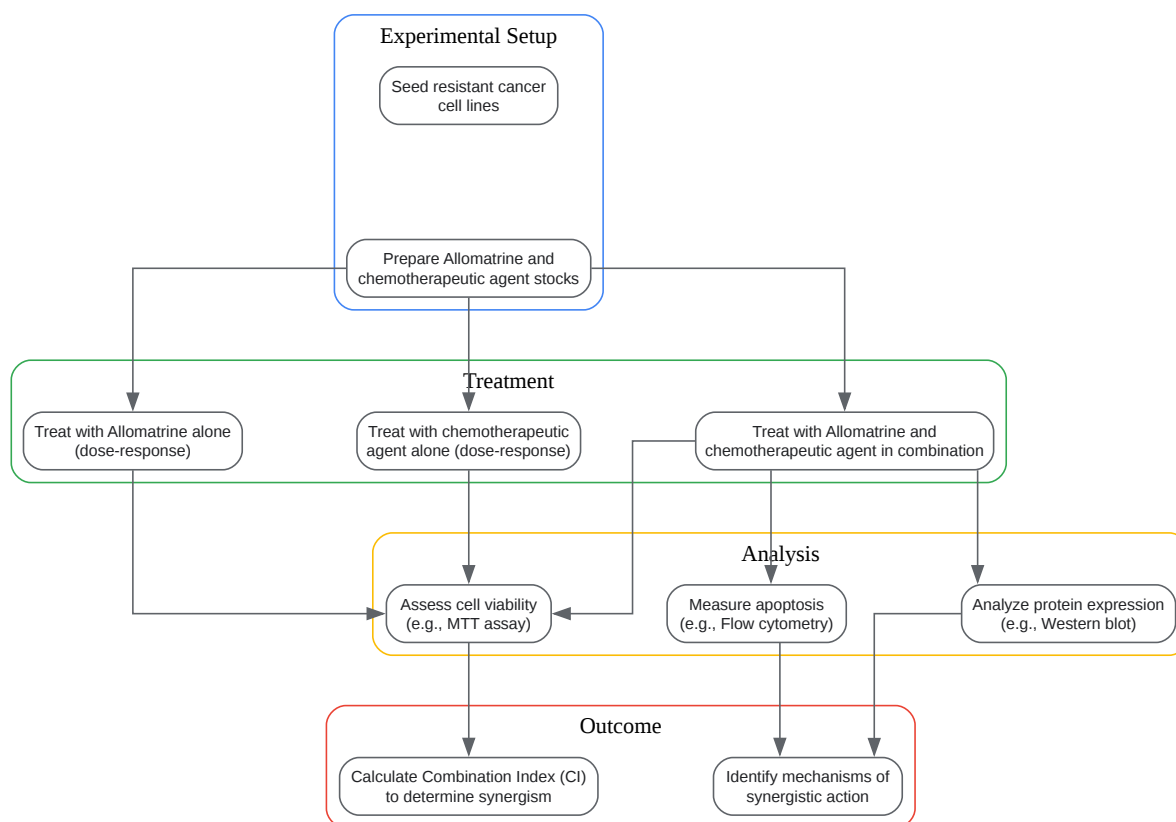 Experimental Setup
Seed resistant cancer
cell lines
Prepare Allomatrine and
chemotherapeutic agent stocks
Treatment
Treat with Allomatrine alone
(dose-response)
Treat with chemotherapeutic
agent alone (dose-response)
Treat with Allomatrine and
chemotherapeutic agent in combination
Analysis
Assess cell viability
(e.g., MTT assay)
Measure apoptosis
(e.g., Flow cytometry)
Analyze protein expression
(e.g., Western blot)
Outcome
Calculate Combination Index (CI)
to determine synergism
Identify mechanisms of
synergistic action